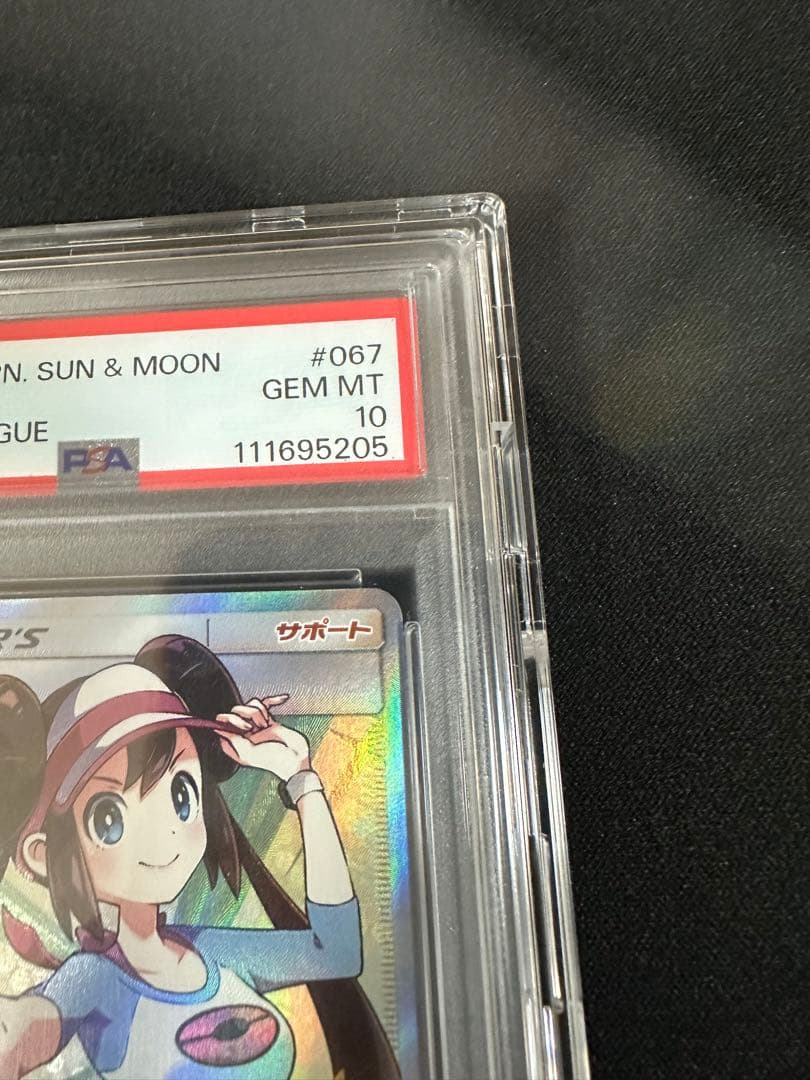 PN. SUN & MOON #067
GEM MT
GUE 10
PSA 111695205
R'S サポート